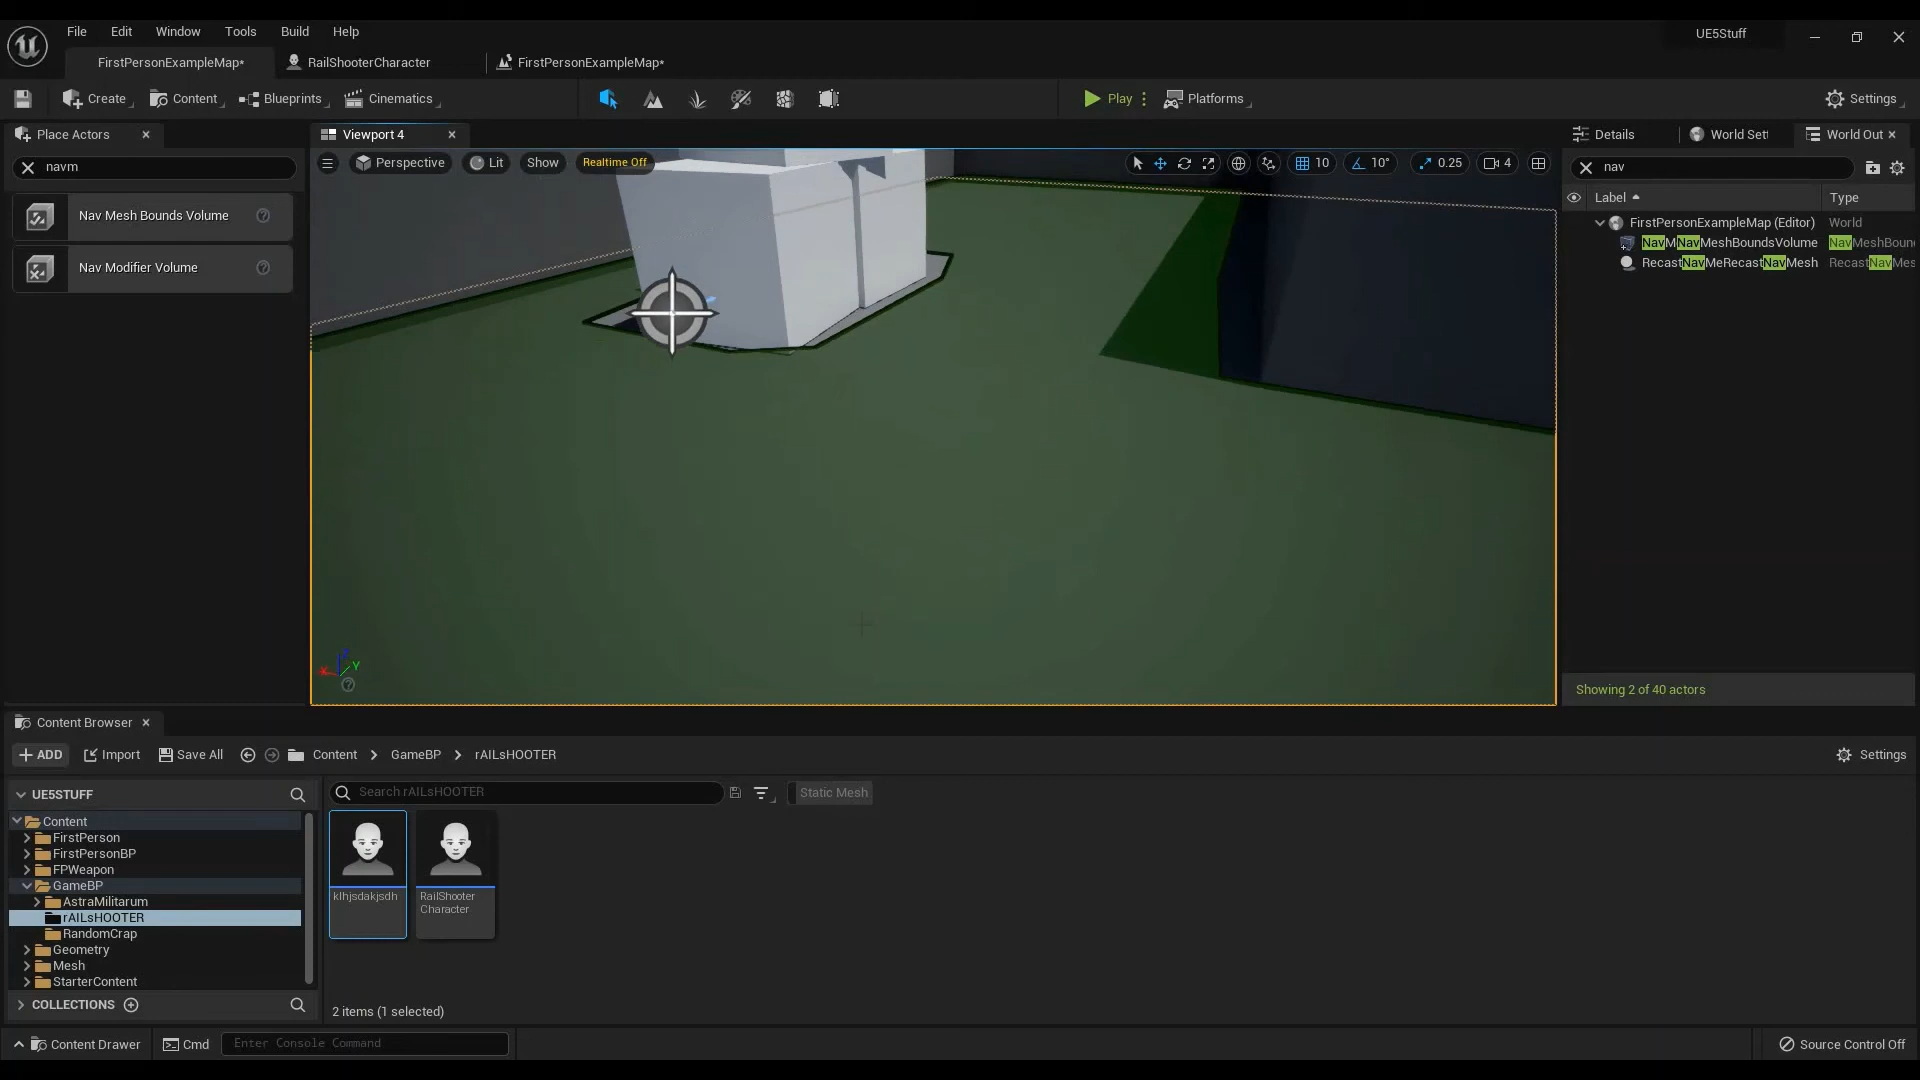 File Edit Window Tools Build Help
UE5Stuff
FirstPersonExampleMap* RailShooterCharacter FirstPersonExampleMap*
Create Content Blueprints Cinematics Play Platforms Settings
Place Actors
Viewport 4
Details World Set World Out
navm
Perspective Lit Show Realtime Off 10 10° 0.25 4
nav
Label Type
Nav Mesh Bounds Volume
Nav Modifier Volume
FirstPersonExampleMap (Editor) World
NavMNavMeshBoundsVolume NavMeshBoun
RecastNavMeRecastNavMesh RecastNavMes
X Y Z
Showing 2 of 40 actors
Content Browser
ADD Import Save All Content GameBP rAILsHOOTER Settings
UE5STUFF
Search rAILsHOOTER Static Mesh
Content
FirstPerson
FirstPersonBP
FPWeapon
GameBP
AstraMilitarum
rAILsHOOTER
RandomCrap
Geometry
Mesh
StarterContent
COLLECTIONS
klhjsdakjsdh
RailShooter
Character
2 items (1 selected)
Content Drawer Cmd Enter Console Command Source Control Off